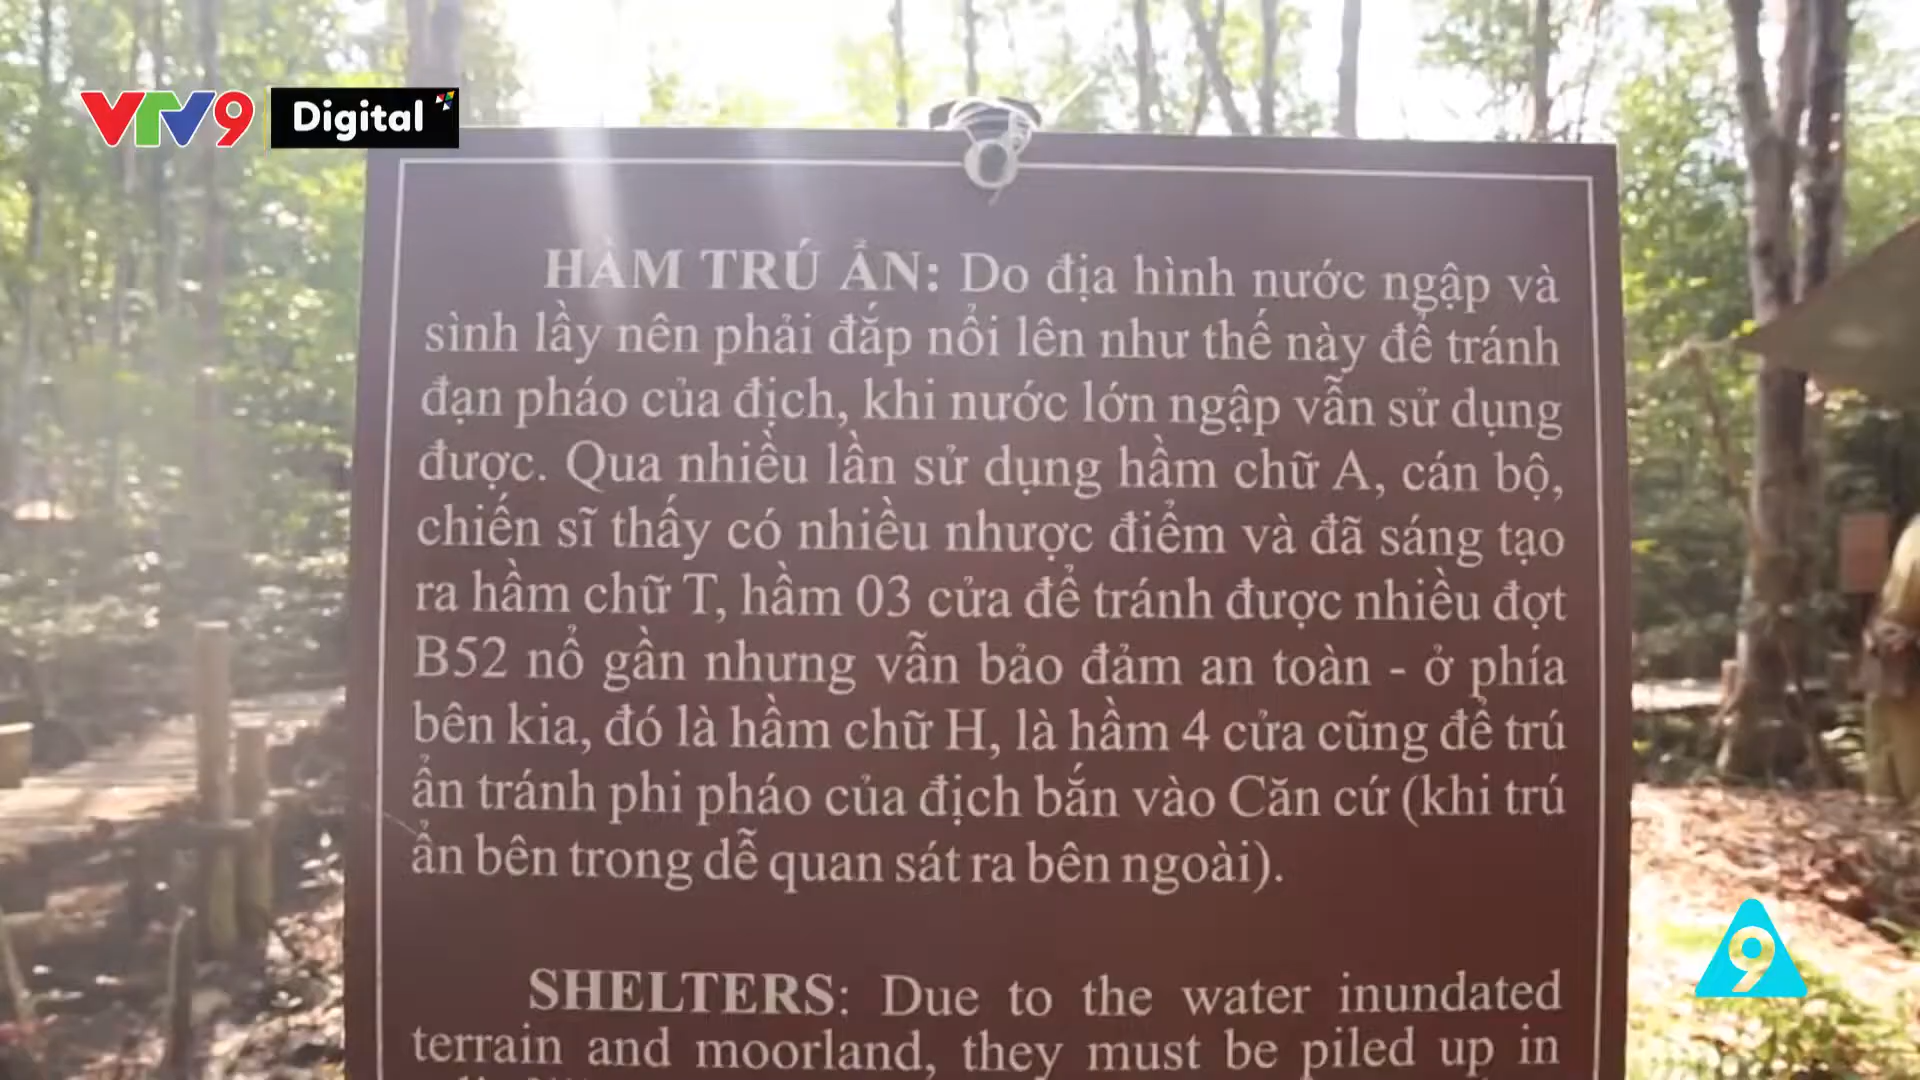 VTV9 Digital
HẦM TRÚ ẨN: Do địa hình nước ngập và
sình lầy nên phải đắp nổi lên như thế này để tránh
đạn pháo của địch, khi nước lớn ngập vẫn sử dụng
được. Qua nhiều lần sử dụng hầm chữ A, cán bộ,
chiến sĩ thấy có nhiều nhược điểm và đã sáng tạo
ra hầm chữ T, hầm 03 cửa để tránh được nhiều đợt
B52 nổ gần nhưng vẫn bảo đảm an toàn - ở phía
bên kia, đó là hầm chữ H, là hầm 4 cửa cũng để trú
ẩn tránh phi pháo của địch bắn vào Căn cứ (khi trú
ẩn bên trong dễ quan sát ra bên ngoài).
SHELTERS: Due to the water inundated
terrain and moorland, they must be piled up in
9